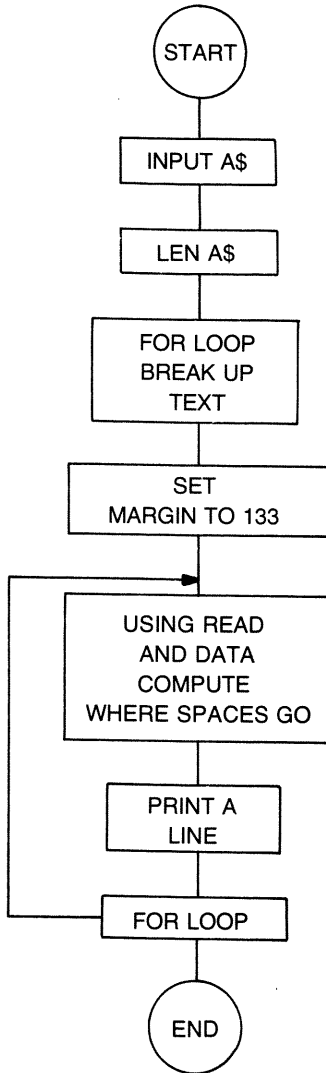 START
INPUT A$
LEN A$
FOR LOOP
BREAK UP
TEXT
SET
MARGIN TO 133
USING READ
AND DATA
COMPUTE
WHERE SPACES GO
PRINT A
LINE
FOR LOOP
END